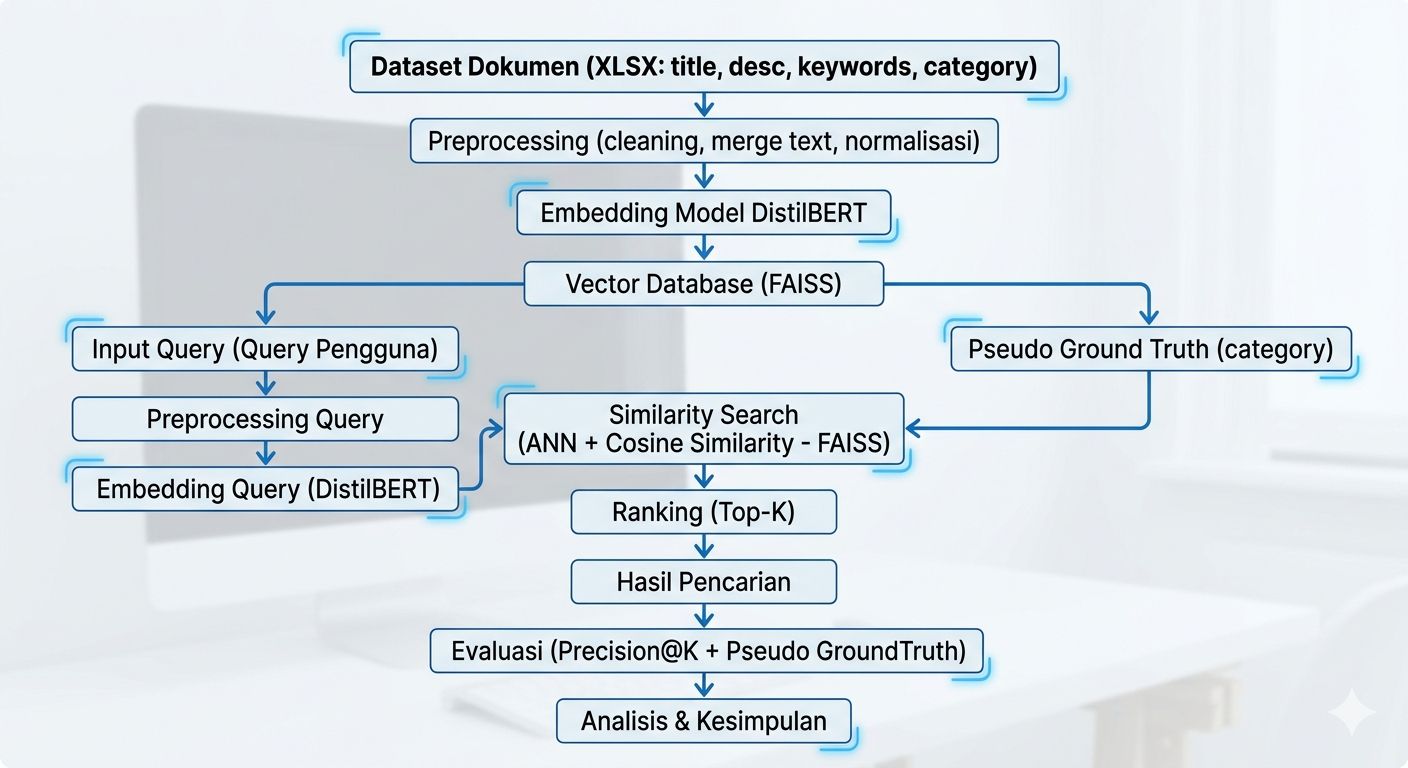 Dataset Dokumen (XLSX: title, desc, keywords, category)
Preprocessing (cleaning, merge text, normalisasi)
Embedding Model DistilBERT
Vector Database (FAISS)
Input Query (Query Pengguna)
Pseudo Ground Truth (category)
Preprocessing Query
Similarity Search
(ANN + Cosine Similarity - FAISS)
Embedding Query (DistilBERT)
Ranking (Top-K)
Hasil Pencarian
Evaluasi (Precision@K + Pseudo GroundTruth)
Analisis & Kesimpulan